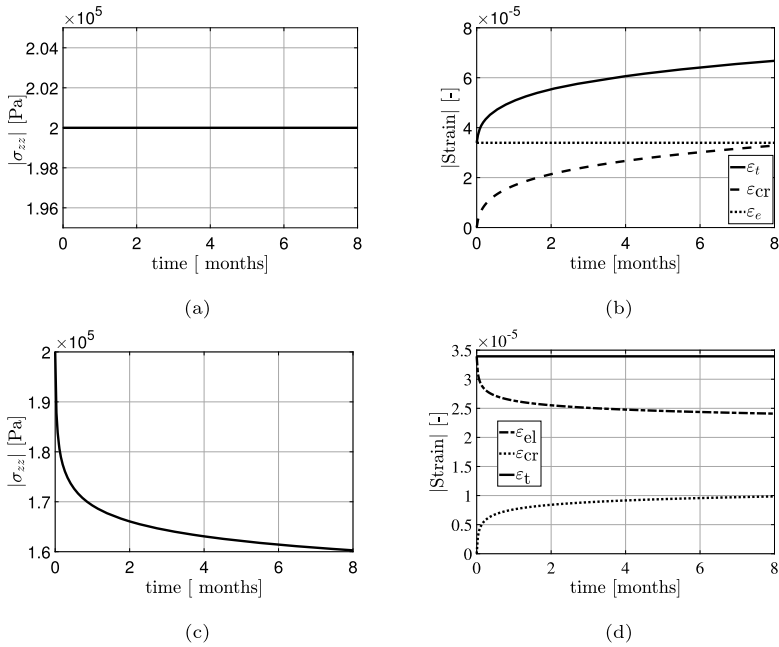 ×10⁵
2.04
2.02
2
1.98
1.96
0 2 4 6 8
|σzz| [Pa]
time [ months]
(a)
×10⁻⁵
8
6
4
2
0
0 2 4 6 8
|Strain| [-]
εt
εcr
εe
time [months]
(b)
×10⁵
2
1.9
1.8
1.7
1.6
0 2 4 6 8
|σzz| [Pa]
time [ months]
(c)
×10⁻⁵
3.5
3
2.5
2
1.5
1
0.5
0
0 2 4 6 8
|Strain| [-]
εel
εcr
εt
time [months]
(d)